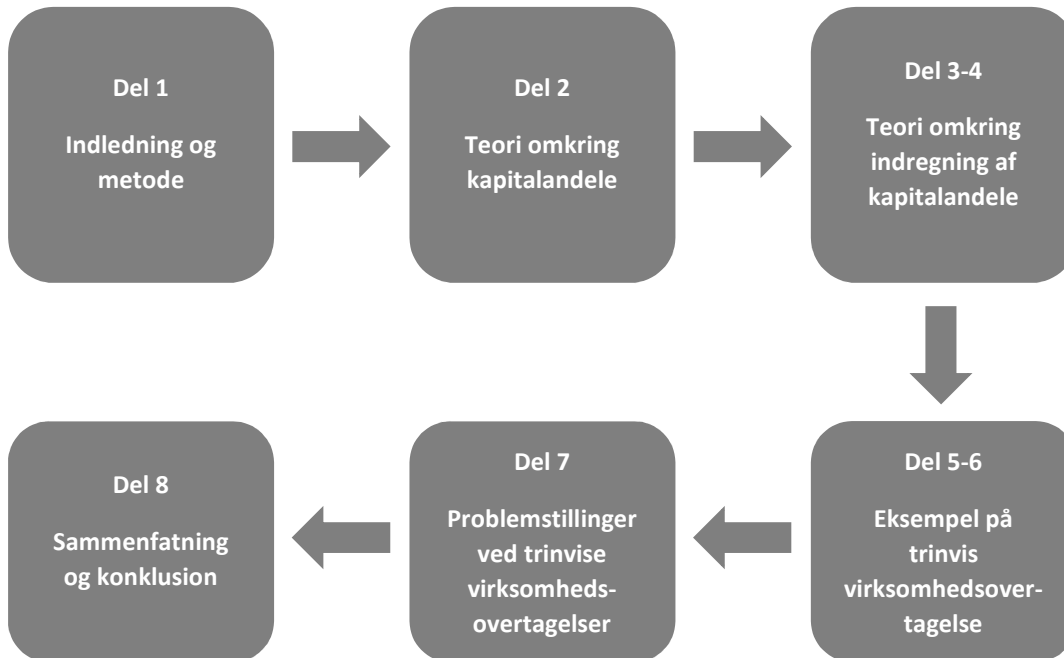 Del 1
Indledning og
metode
Del 2
Teori omkring
kapitalandele
Del 3-4
Teori omkring
indregning af
kapitalandele
Del 5-6
Eksempel på
trinvis
virksomhedsover-
tagelse
Del 7
Problemstillinger
ved trinvise
virksomheds-
overtagelser
Del 8
Sammenfatning
og konklusion